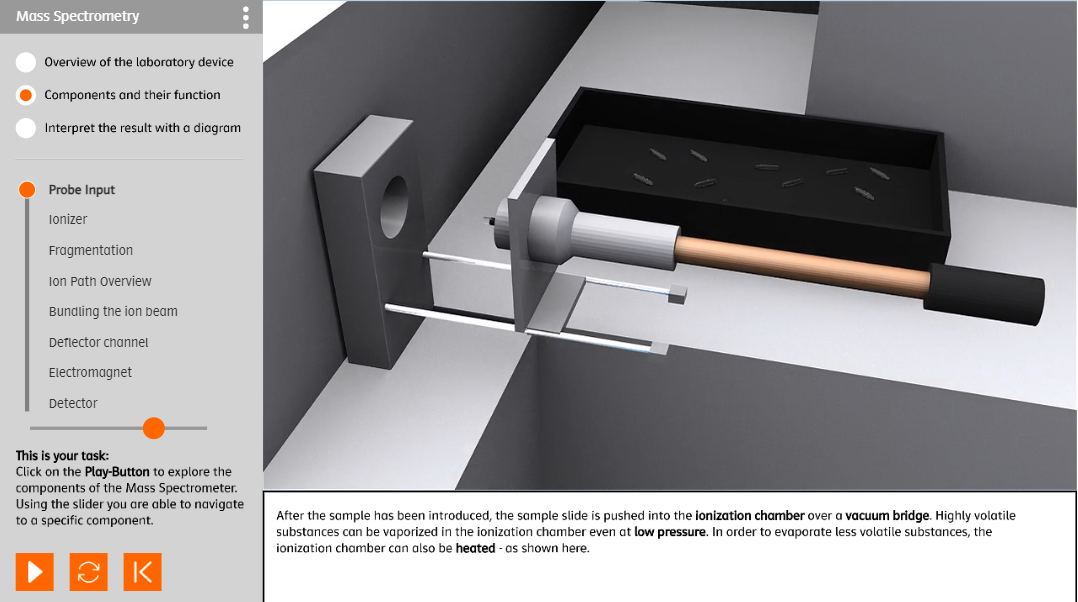 Mass Spectrometry
Overview of the laboratory device
Components and their function
Interpret the result with a diagram
Probe Input
Ionizer
Fragmentation
Ion Path Overview
Bundling the ion beam
Deflector channel
Electromagnet
Detector
This is your task:
Click on the Play-Button to explore the
components of the Mass Spectrometer.
Using the slider you are able to navigate
to a specific component.
After the sample has been introduced, the sample slide is pushed into the ionization chamber over a vacuum bridge. Highly volatile
substances can be vaporized in the ionization chamber even at low pressure. In order to evaporate less volatile substances, the
ionization chamber can also be heated - as shown here.